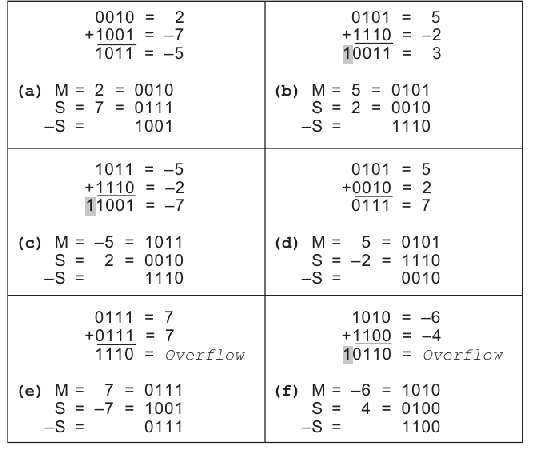 0010 = 2
+1001 = –7
1011 = –5
(a) M = 2 = 0010
S = 7 = 0111
–S = 1001
0101 = 5
+1110 = –2
10011 = 3
(b) M = 5 = 0101
S = 2 = 0010
–S = 1110
1011 = –5
+1110 = –2
11001 = –7
(c) M = –5 = 1011
S = 2 = 0010
–S = 1110
0101 = 5
+0010 = 2
0111 = 7
(d) M = 5 = 0101
S = –2 = 1110
–S = 0010
0111 = 7
+0111 = 7
1110 = Overflow
(e) M = 7 = 0111
S = –7 = 1001
–S = 0111
1010 = –6
+1100 = –4
10110 = Overflow
(f) M = –6 = 1010
S = 4 = 0100
–S = 1100